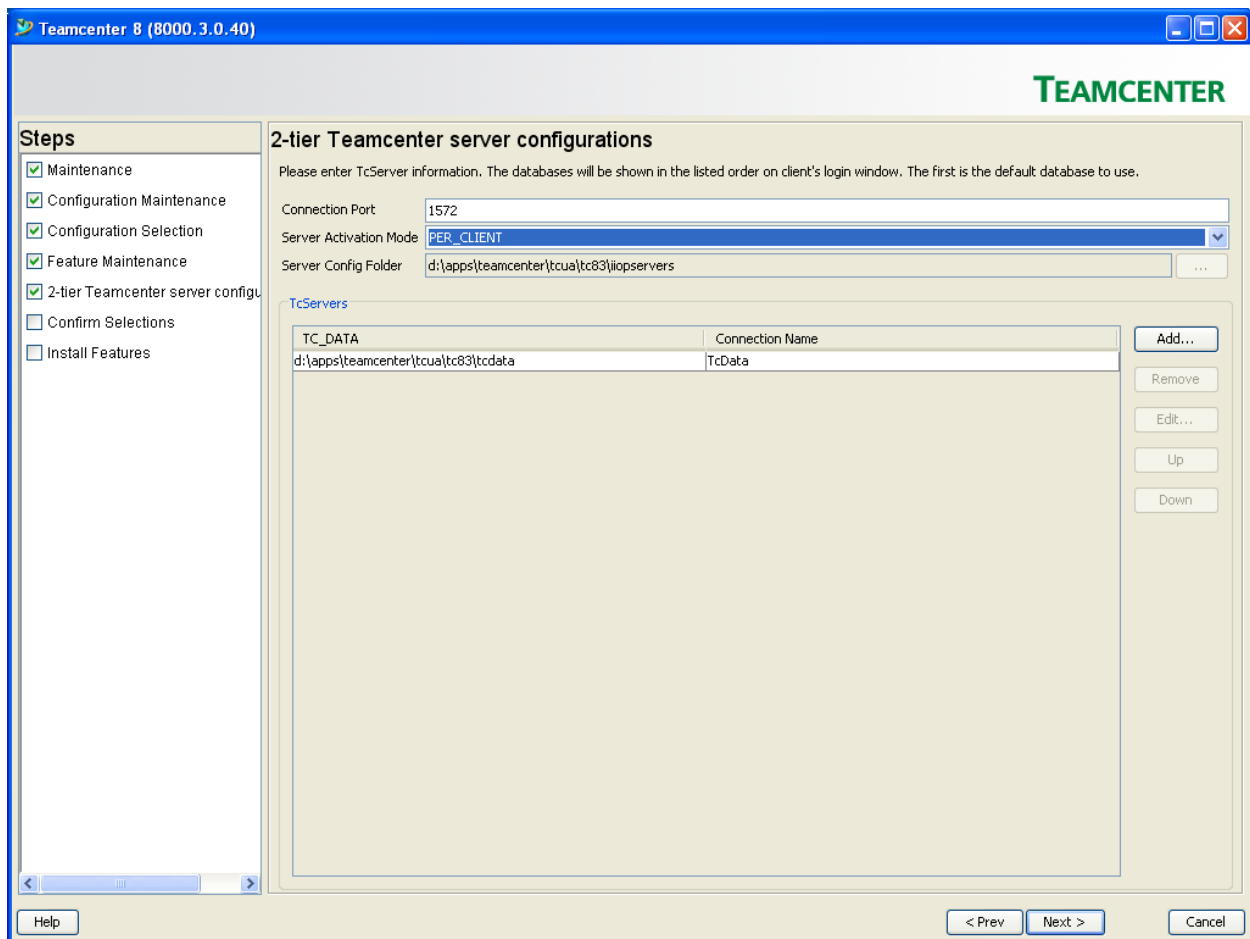 Teamcenter 8 (8000.3.0.40)
TEAMCENTER
Steps
Maintenance
Configuration Maintenance
Configuration Selection
Feature Maintenance
2-tier Teamcenter server configu
Confirm Selections
Install Features
2-tier Teamcenter server configurations
Please enter TcServer information. The databases will be shown in the listed order on client's login window. The first is the default database to use.
Connection Port 1572
Server Activation Mode PER_CLIENT
Server Config Folder d:\apps\teamcenter\tcua\tc83\iiopservers ...
TcServers
TC_DATA Connection Name
d:\apps\teamcenter\tcua\tc83\tcdata TcData
Add...
Remove
Edit...
Up
Down
Help < Prev Next > Cancel